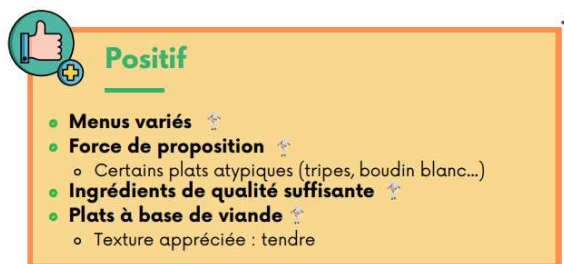 Positif
Menus variés
Force de proposition
Certains plats atypiques (tripes, boudin blanc...)
Ingrédients de qualité suffisante
Plats à base de viande
Texture appréciée : tendre